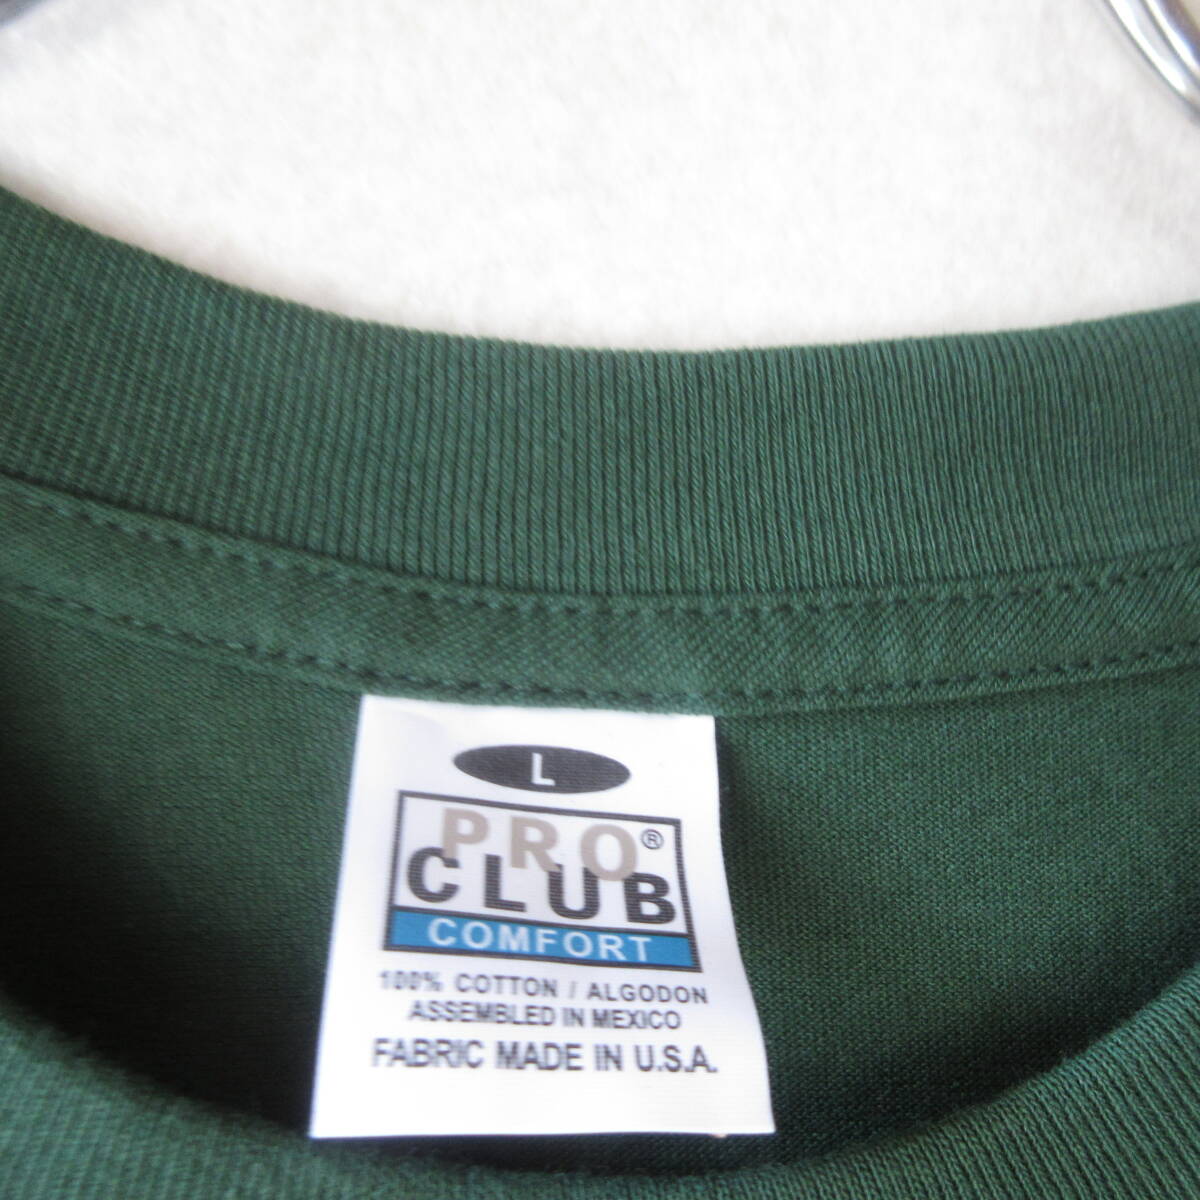 L
PRO®
CLUB
COMFORT
100% COTTON / ALGODON
ASSEMBLED IN MEXICO
FABRIC MADE IN U.S.A.